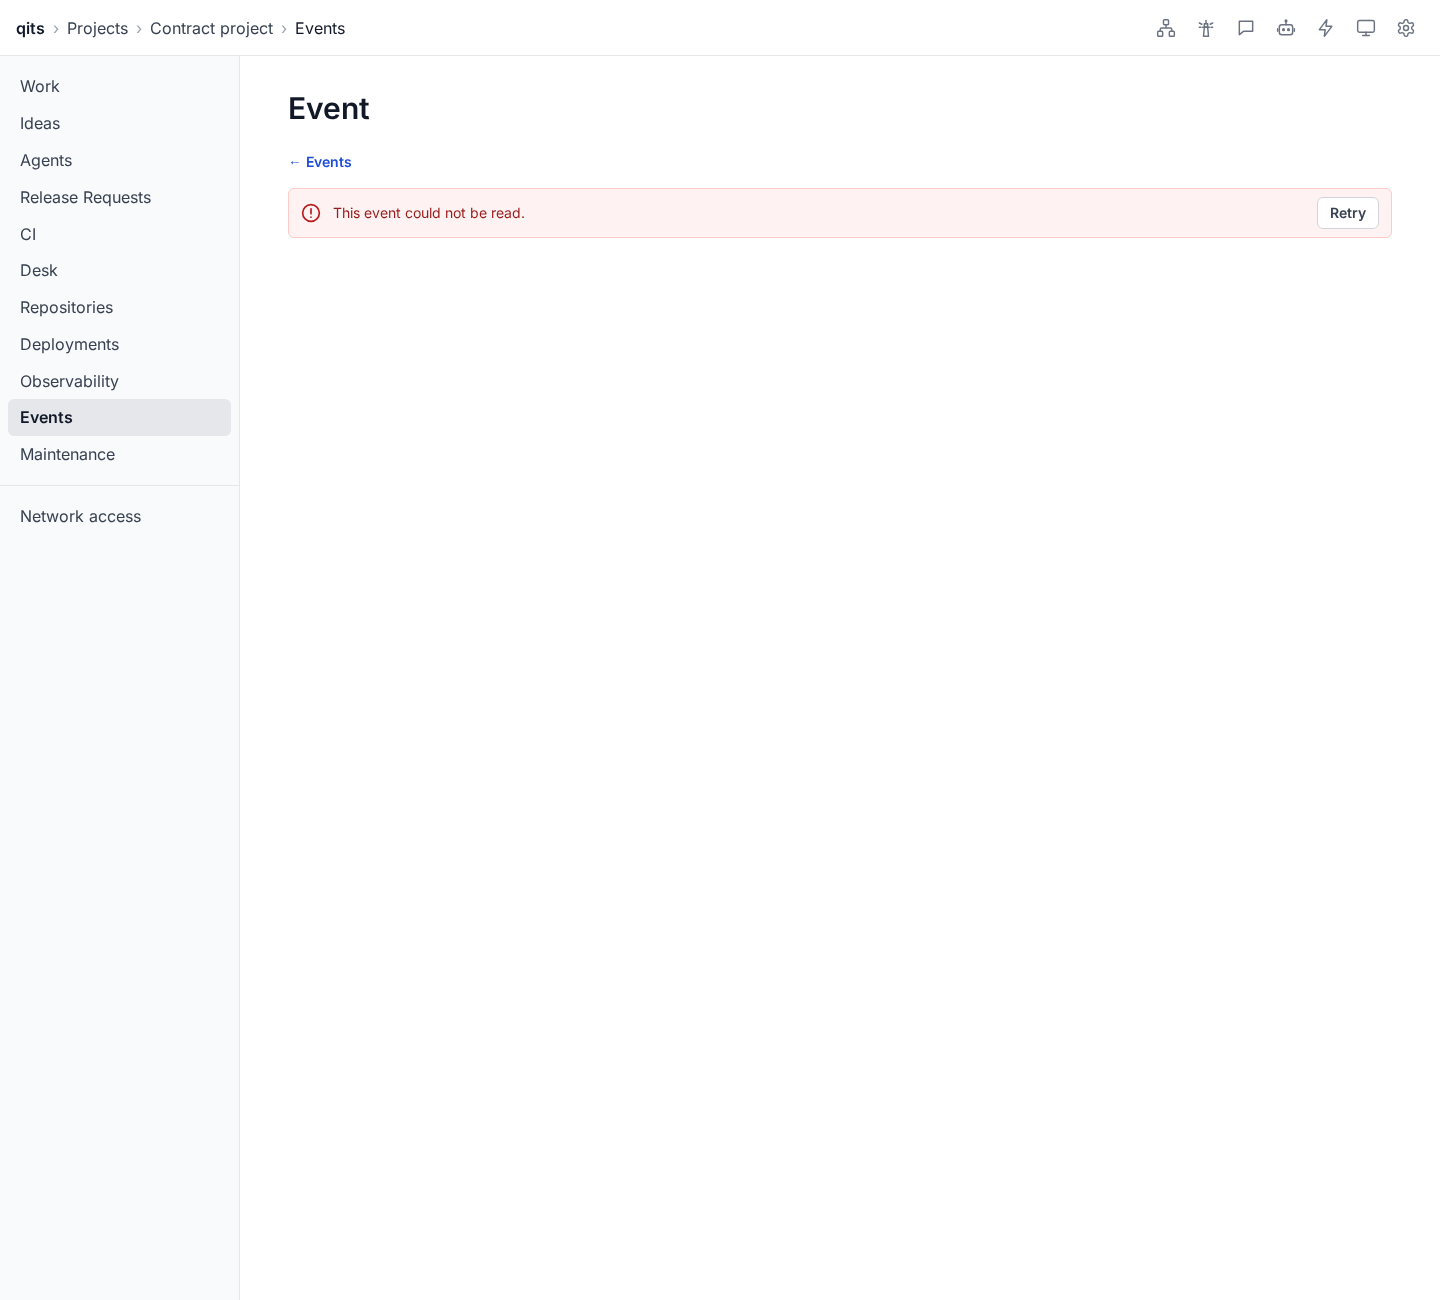 qits › Projects › Contract project › Events
Work
Ideas
Agents
Release Requests
CI
Desk
Repositories
Deployments
Observability
Events
Maintenance
Network access
Event
← Events
This event could not be read.
Retry